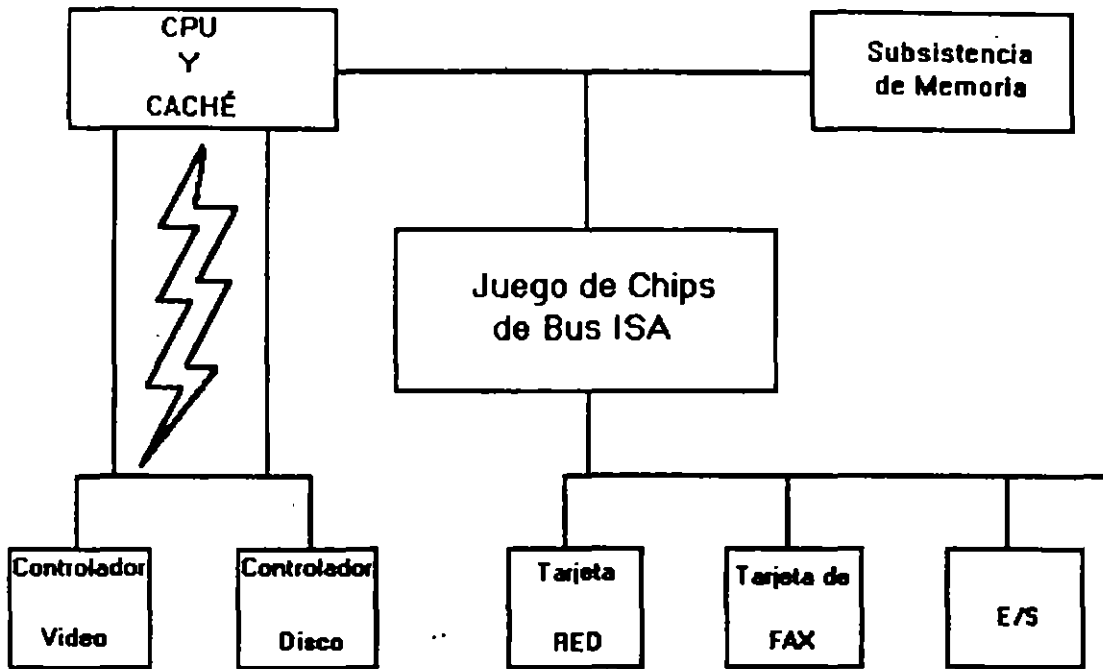 CPU
Y
CACHÉ
Subsistencia
de Memoria
Juego de Chips
de Bus ISA
Controlador
Video
Controlador
Disco
Tarjeta
RED
Tarjeta de
FAX
E/S